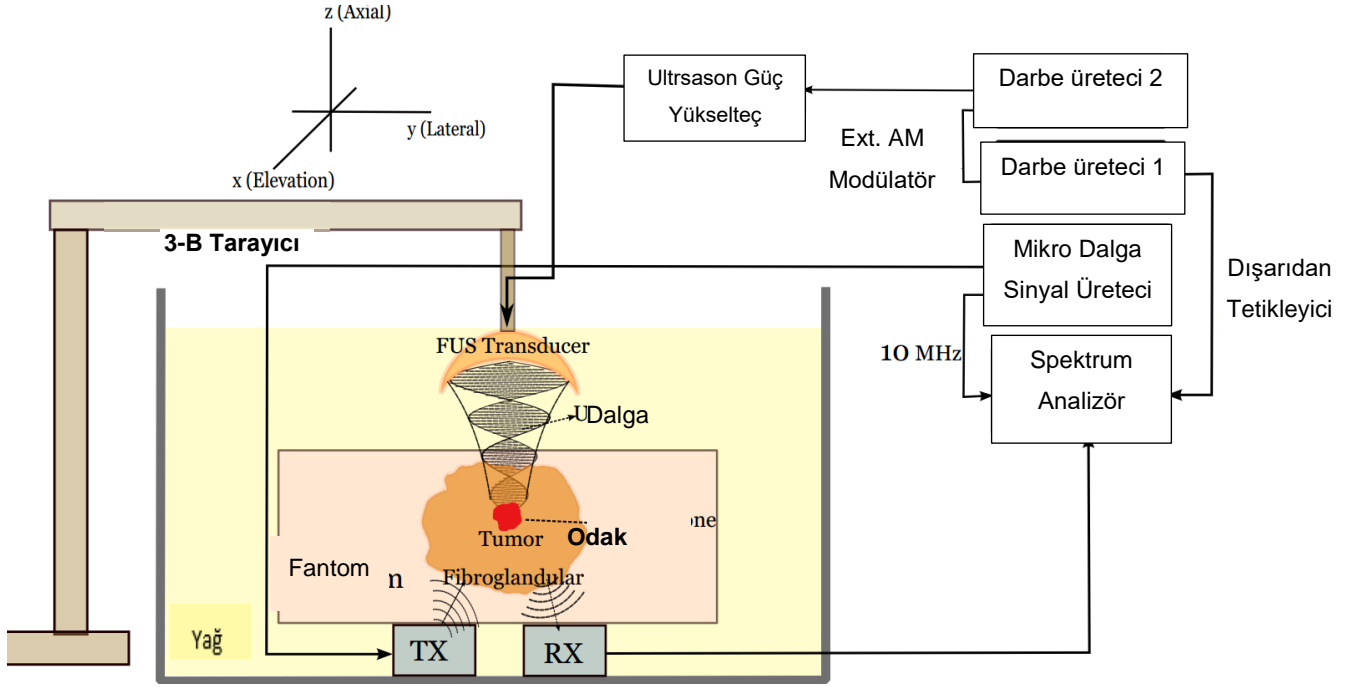 z (Axial)
y (Lateral)
x (Elevation)
Ultrsason Güç
Yükselteç
Darbe üreteci 2
Ext. AM
Modülatör
Darbe üreteci 1
3-B Tarayıcı
Mikro Dalga
Sinyal Üreteci
Dışarıdan
Tetikleyici
FUS Transducer
10 MHz
Spektrum
Analizör
UDalga
Odak
one
Tumor
Fantom
n
Fibroglandular
Yağ
TX
RX